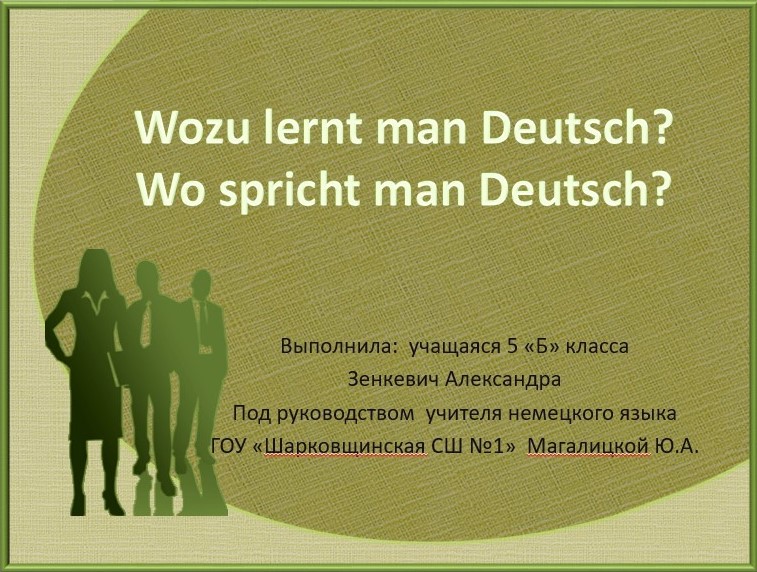 Wozu lernt man Deutsch?
Wo spricht man Deutsch?
Выполнила: учащаяся 5 «Б» класса
Зенкевич Александра
Под руководством учителя немецкого языка
ГОУ «Шарковщинская СШ №1» Магалицкой Ю.А.